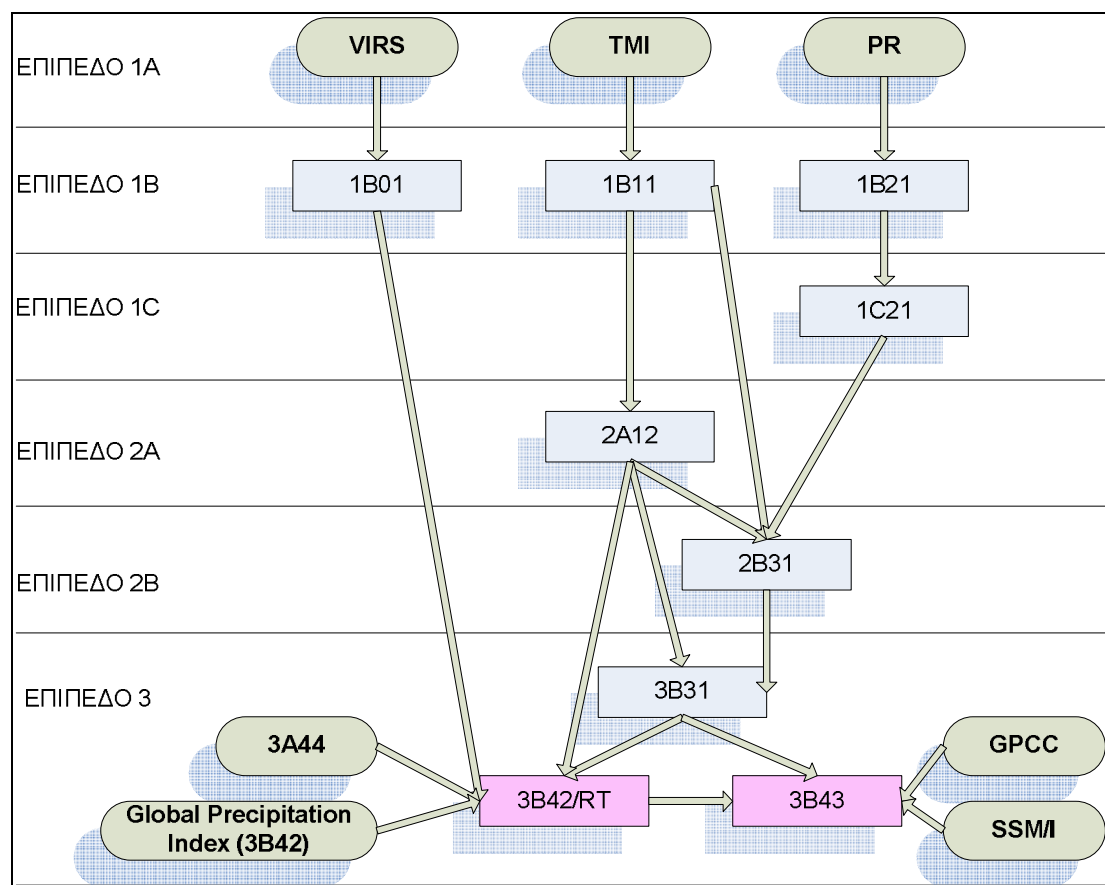 VIRS
TMI
PR
ΕΠΙΠΕΔΟ 1Α
ΕΠΙΠΕΔΟ 1Β
1B01
1B11
1B21
ΕΠΙΠΕΔΟ 1C
1C21
ΕΠΙΠΕΔΟ 2Α
2A12
ΕΠΙΠΕΔΟ 2Β
2B31
ΕΠΙΠΕΔΟ 3
3B31
3A44
GPCC
3B42/RT
3B43
Global Precipitation
Index (3B42)
SSM/I